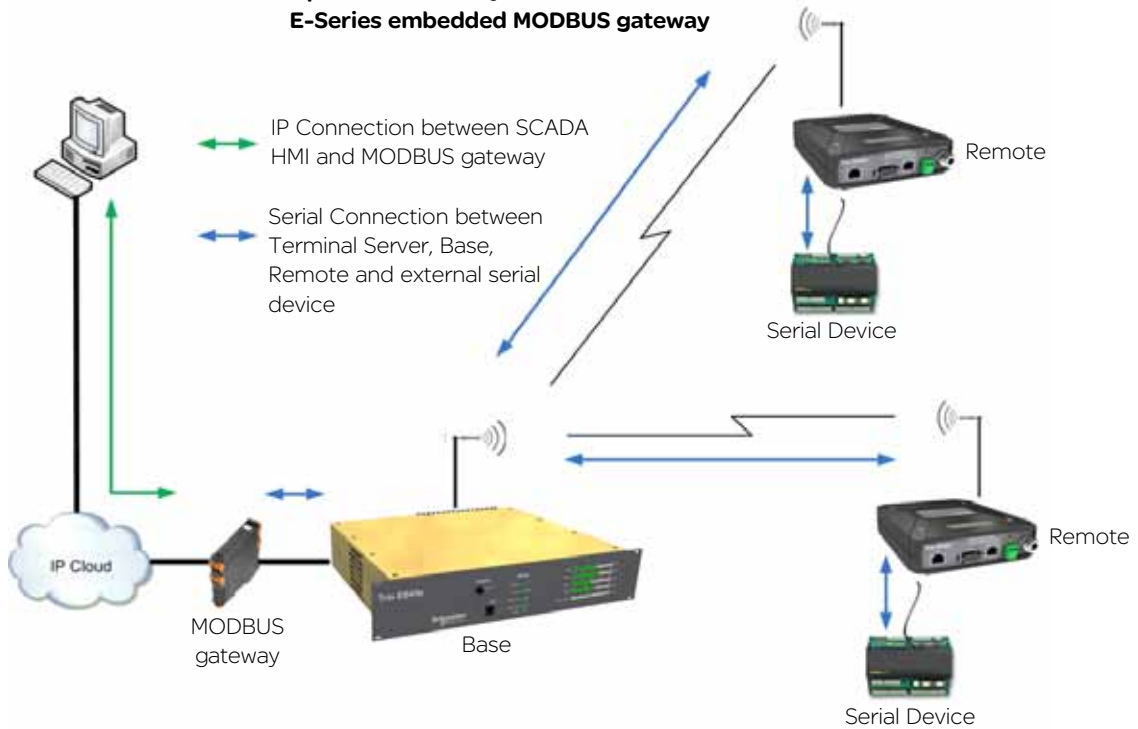 E-Series embedded MODBUS gateway
IP Connection between SCADA
HMI and MODBUS gateway
Serial Connection between
Terminal Server, Base,
Remote and external serial
device
Remote
Serial Device
IP Cloud
MODBUS
gateway
Base
Remote
Serial Device